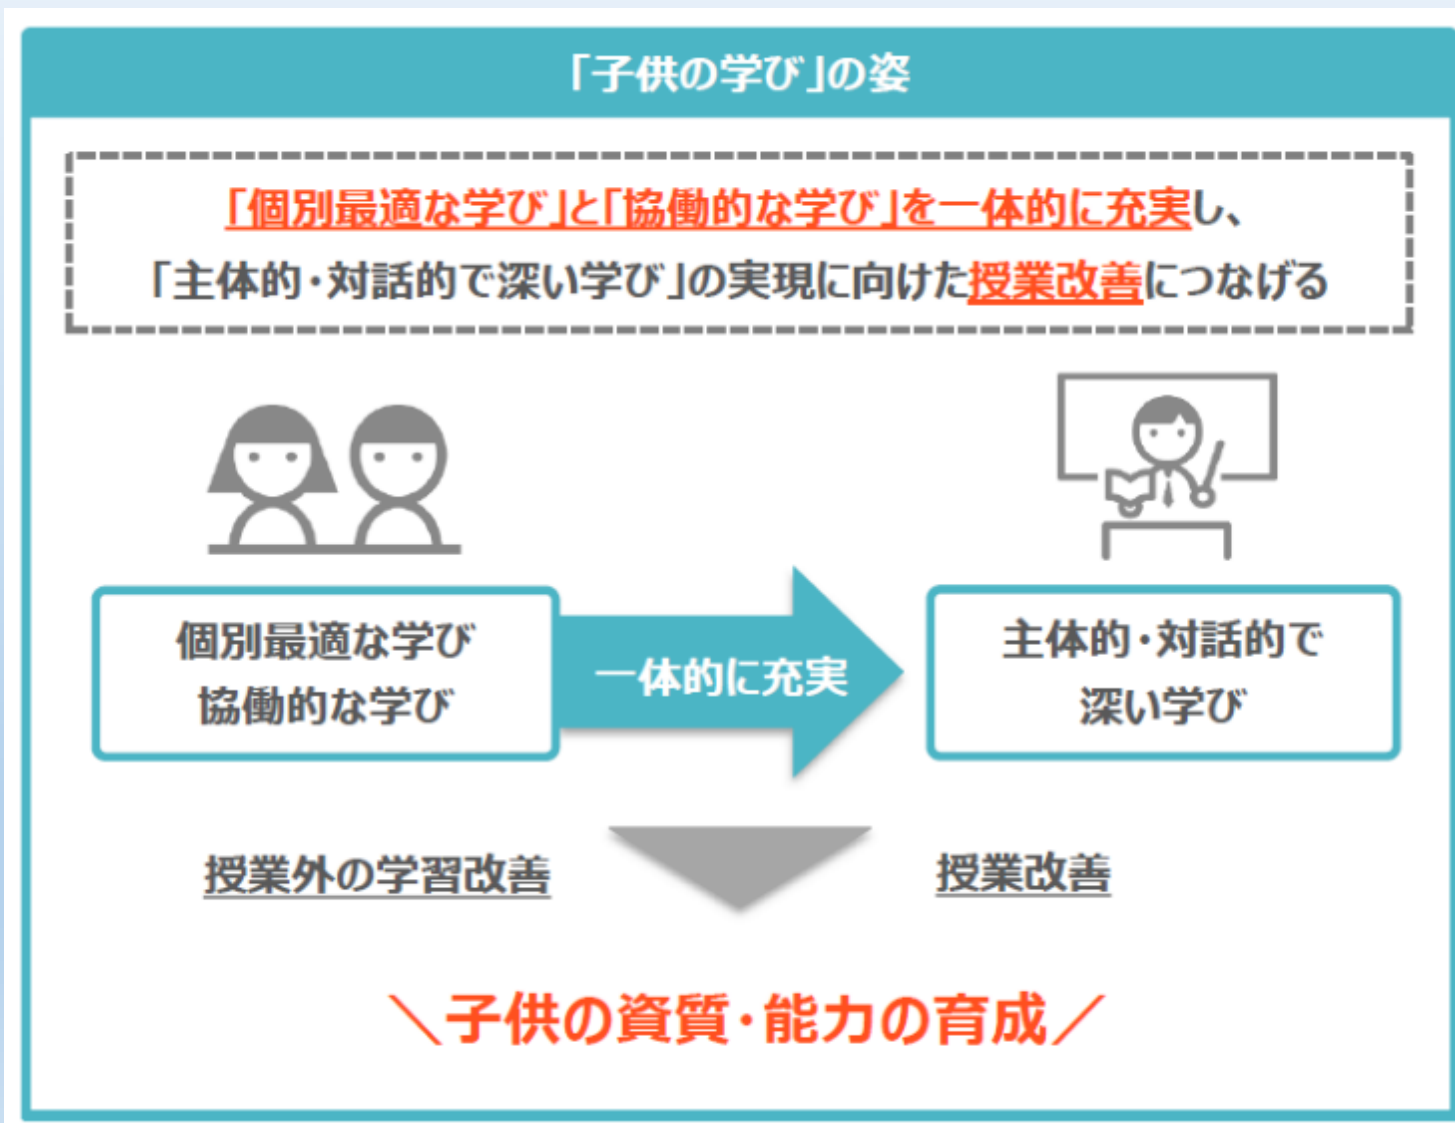 「子供の学び」の姿
「個別最適な学び」と「協働的な学び」を一体的に充実し、
「主体的・対話的で深い学び」の実現に向けた授業改善につなげる
個別最適な学び
協働的な学び
一体的に充実
主体的・対話的で
深い学び
授業外の学習改善
授業改善
＼子供の資質・能力の育成／